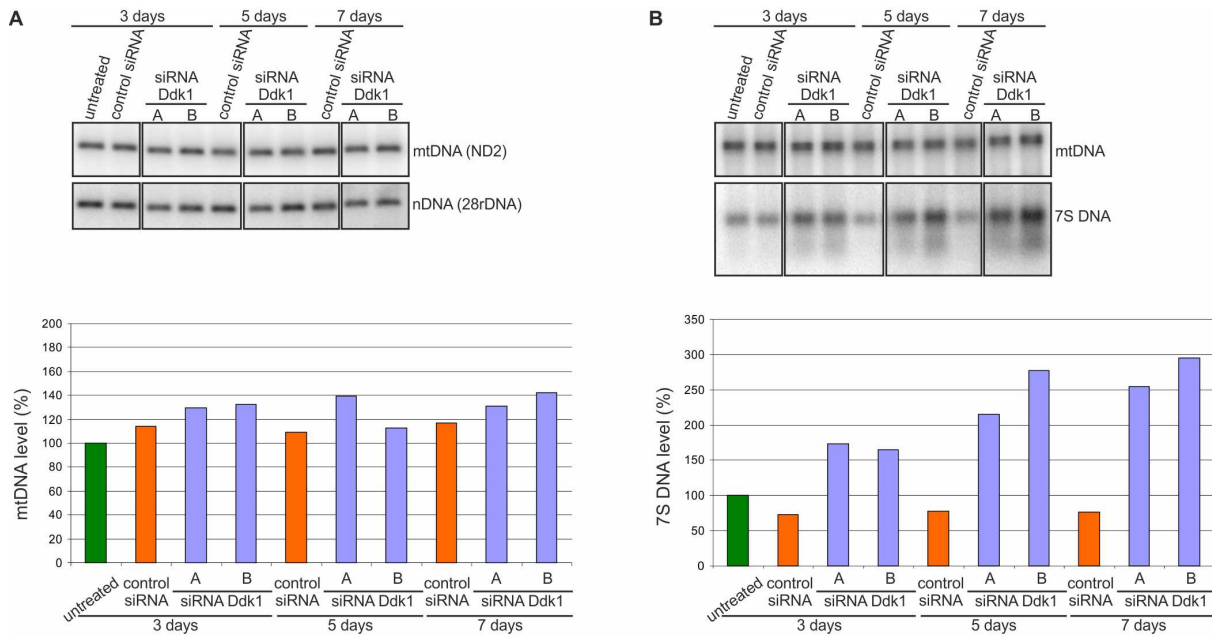 A
3 days
5 days
7 days
untreated
control siRNA
siRNA
Ddk1
A
B
control siRNA
siRNA
Ddk1
A
B
control siRNA
siRNA
Ddk1
A
B
mtDNA (ND2)
nDNA (28rDNA)
mtDNA level (%)
200
180
160
140
120
100
80
60
40
20
0
untreated
control
siRNA
A
B
siRNA Ddk1
control
siRNA
A
B
siRNA Ddk1
control
siRNA
A
B
siRNA Ddk1
3 days
5 days
7 days
B
3 days
5 days
7 days
untreated
control siRNA
siRNA
Ddk1
A
B
control siRNA
siRNA
Ddk1
A
B
control siRNA
siRNA
Ddk1
A
B
mtDNA
7S DNA
7S DNA level (%)
350
300
250
200
150
100
50
0
untreated
control
siRNA
A
B
siRNA Ddk1
control
siRNA
A
B
siRNA Ddk1
control
siRNA
A
B
siRNA Ddk1
3 days
5 days
7 days